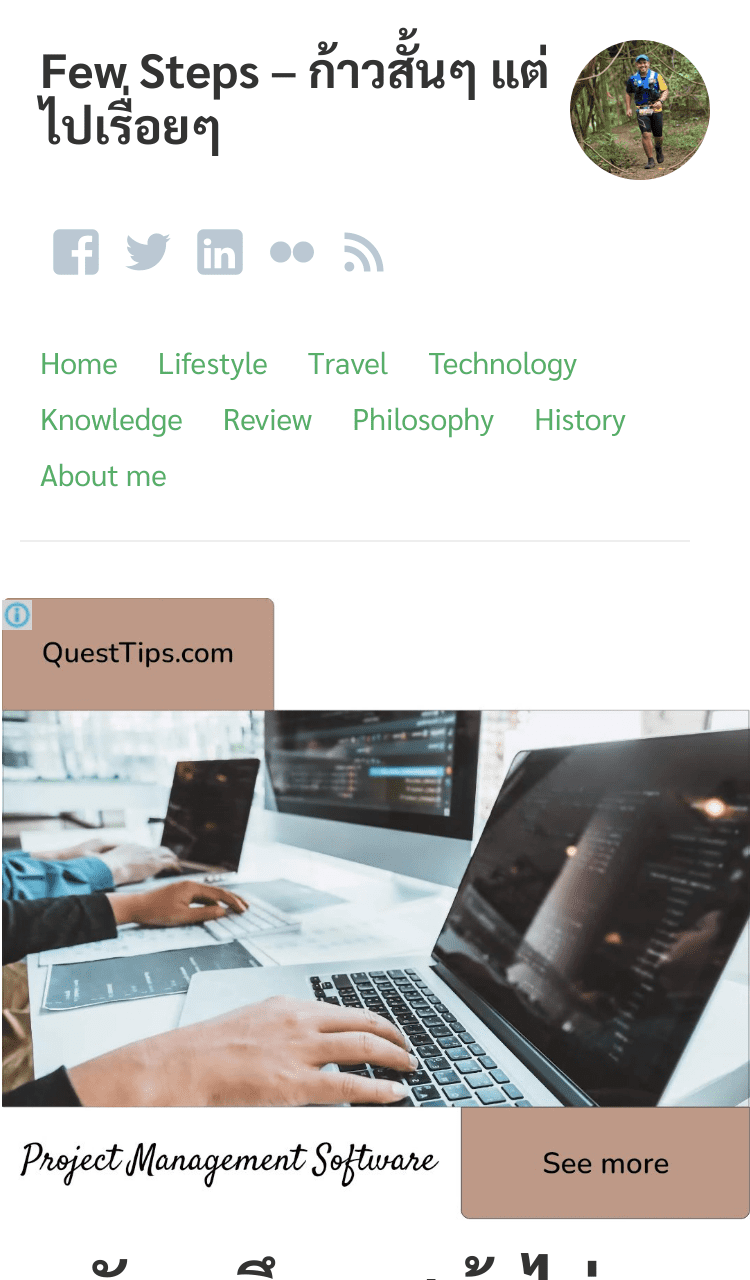 Few Steps – ก้าวสั้นๆ แต่
ไปเรื่อยๆ
Home Lifestyle Travel Technology
Knowledge Review Philosophy History
About me
QuestTips.com
Project Management Software
See more